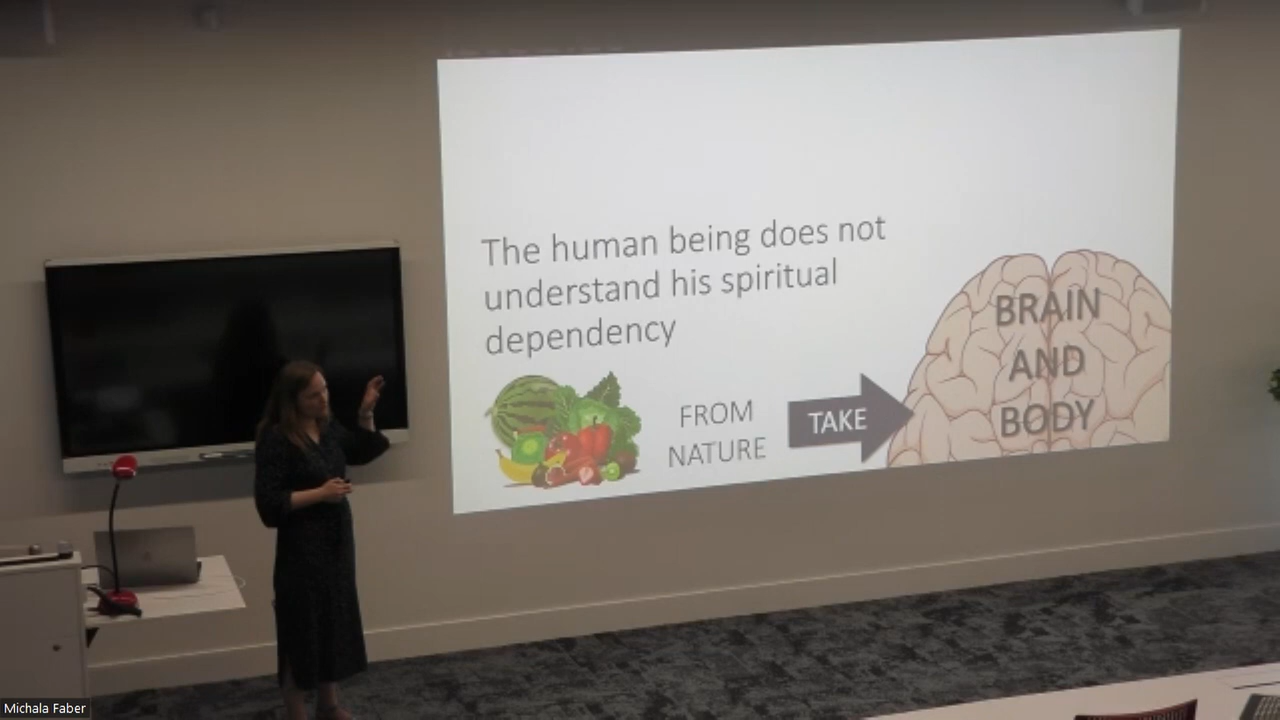 The human being does not
understand his spiritual
dependency
FROM
NATURE
TAKE
BRAIN
AND
BODY
Michala Faber